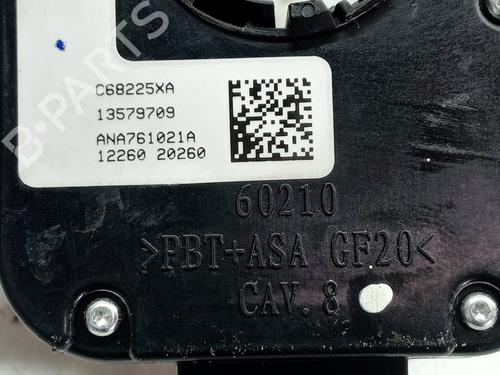 B-PARTS
C68225XA
13579709
ANA761021A
12260 20260
60210
>PBT+ASA GF20<
CAV. 8